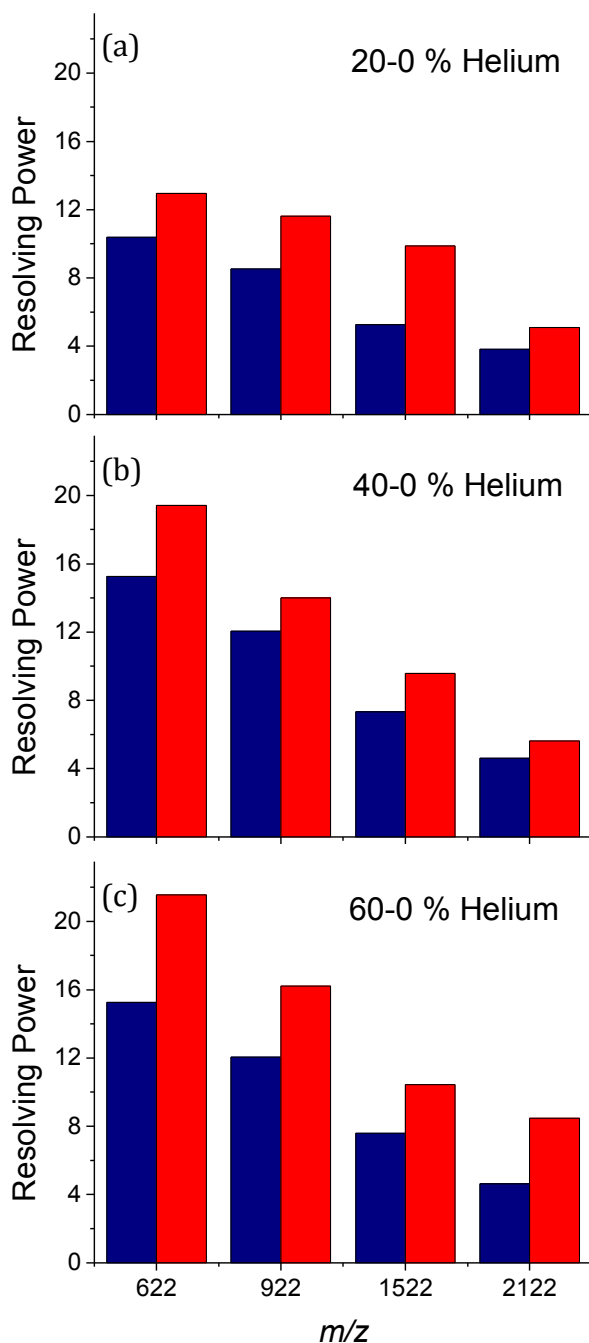 (a)
20-0 % Helium
Resolving Power
20
16
12
8
4
0
(b)
40-0 % Helium
Resolving Power
20
16
12
8
4
0
(c)
60-0 % Helium
Resolving Power
20
16
12
8
4
0
622 922 1522 2122
m/z